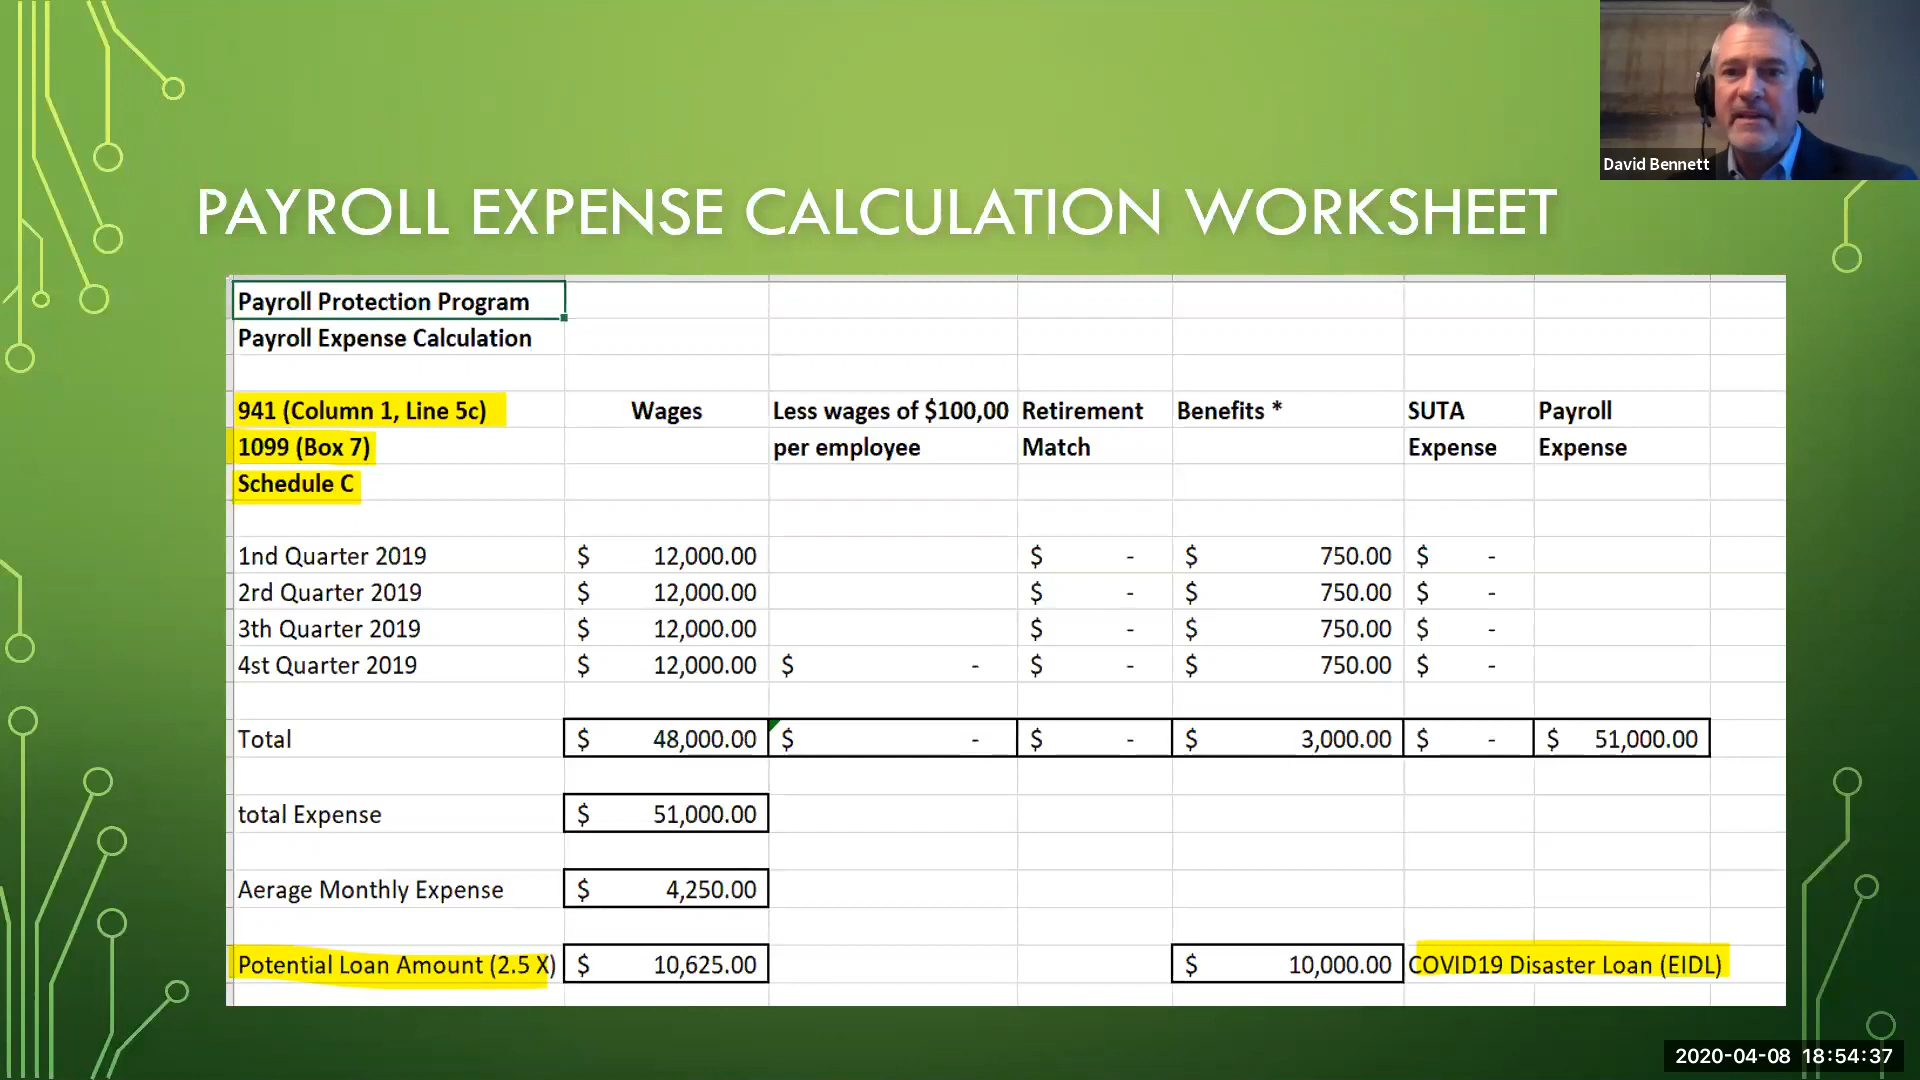 David Bennett
PAYROLL EXPENSE CALCULATION WORKSHEET
Payroll Protection Program
Payroll Expense Calculation
941 (Column 1, Line 5c) Wages Less wages of $100,00 Retirement Benefits * SUTA Payroll
1099 (Box 7) per employee Match Expense Expense
Schedule C
1nd Quarter 2019 $ 12,000.00 $ - $ 750.00 $ -
2rd Quarter 2019 $ 12,000.00 $ - $ 750.00 $ -
3th Quarter 2019 $ 12,000.00 $ - $ 750.00 $ -
4st Quarter 2019 $ 12,000.00 $ - $ - $ 750.00 $ -
Total $ 48,000.00 $ - $ - $ 3,000.00 $ - $ 51,000.00
total Expense $ 51,000.00
Aerage Monthly Expense $ 4,250.00
Potential Loan Amount (2.5 X) $ 10,625.00 $ 10,000.00 COVID19 Disaster Loan (EIDL)
2020-04-08 18:54:37